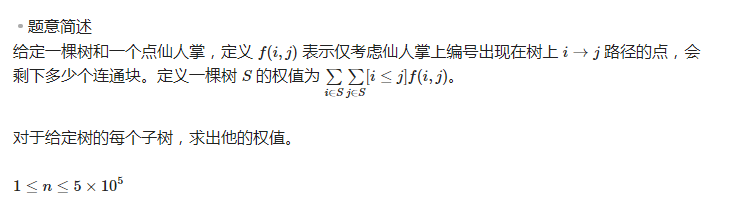 • 题意简述
给定一棵树和一个点仙人掌，定义 f(i, j) 表示仅考虑仙人掌上编号出现在树上 i → j 路径的点，会
剩下多少个连通块。定义一棵树 S 的权值为 ∑_{i∈S} ∑_{j∈S} [i ≤ j]f(i, j)。
对于给定树的每个子树，求出他的权值。
1 ≤ n ≤ 5 × 10^5